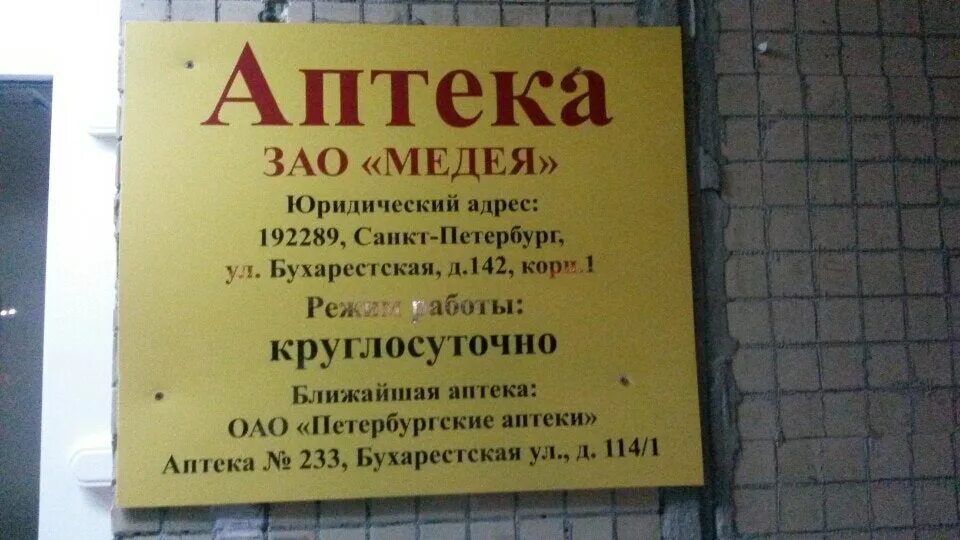 Аптека
ЗАО «МЕДЕЯ»
Юридический адрес:
192289, Санкт-Петербург,
ул. Бухарестская, д.142, корп.1
Режим работы:
круглосуточно
Ближайшая аптека:
ОАО «Петербургские аптеки»
Аптека № 233, Бухарестская ул., д. 114/1